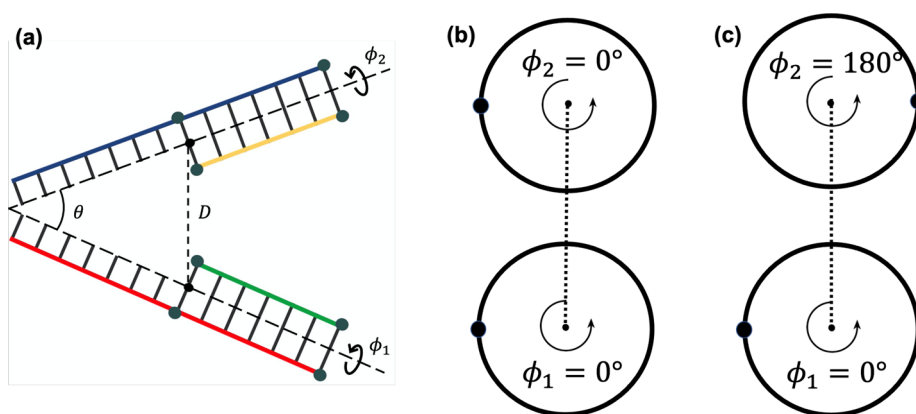 (a)
ϕ₂
θ
D
ϕ₁
(b)
ϕ₂ = 0°
ϕ₁ = 0°
(c)
ϕ₂ = 180°
ϕ₁ = 0°